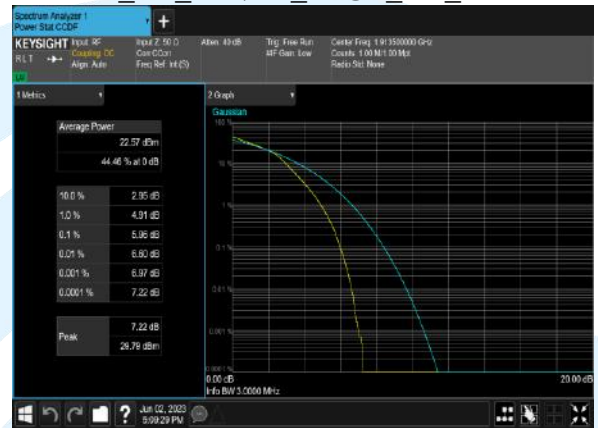 Spectrum Analyzer 1
Power Stat CCDF
KEYSIGHT Input: RF
Coupling: DC
Align: Auto
RLT
LXI
Input Z: 50 Ω
Corr CCorr
Freq Ref: Int (S)
Atten: 40 dB
Trig: Free Run
#IF Gain: Low
Center Freq: 1.913500000 GHz
Counts: 1.00 M/1.00 Mpt
Radio Std: None
1 Metrics
Average Power
22.57 dBm
44.46 % at 0 dB
10.0 % 2.95 dB
1.0 % 4.91 dB
0.1 % 5.96 dB
0.01 % 6.60 dB
0.001 % 6.97 dB
0.0001 % 7.22 dB
Peak
7.22 dB
29.79 dBm
2 Graph
Gaussian
100 %
10 %
1 %
0.1 %
0.01 %
0.001 %
0.0001 %
0.00 dB
20.00 dB
Info BW 3.0000 MHz
?
Jun 02, 2023
5:09:29 PM